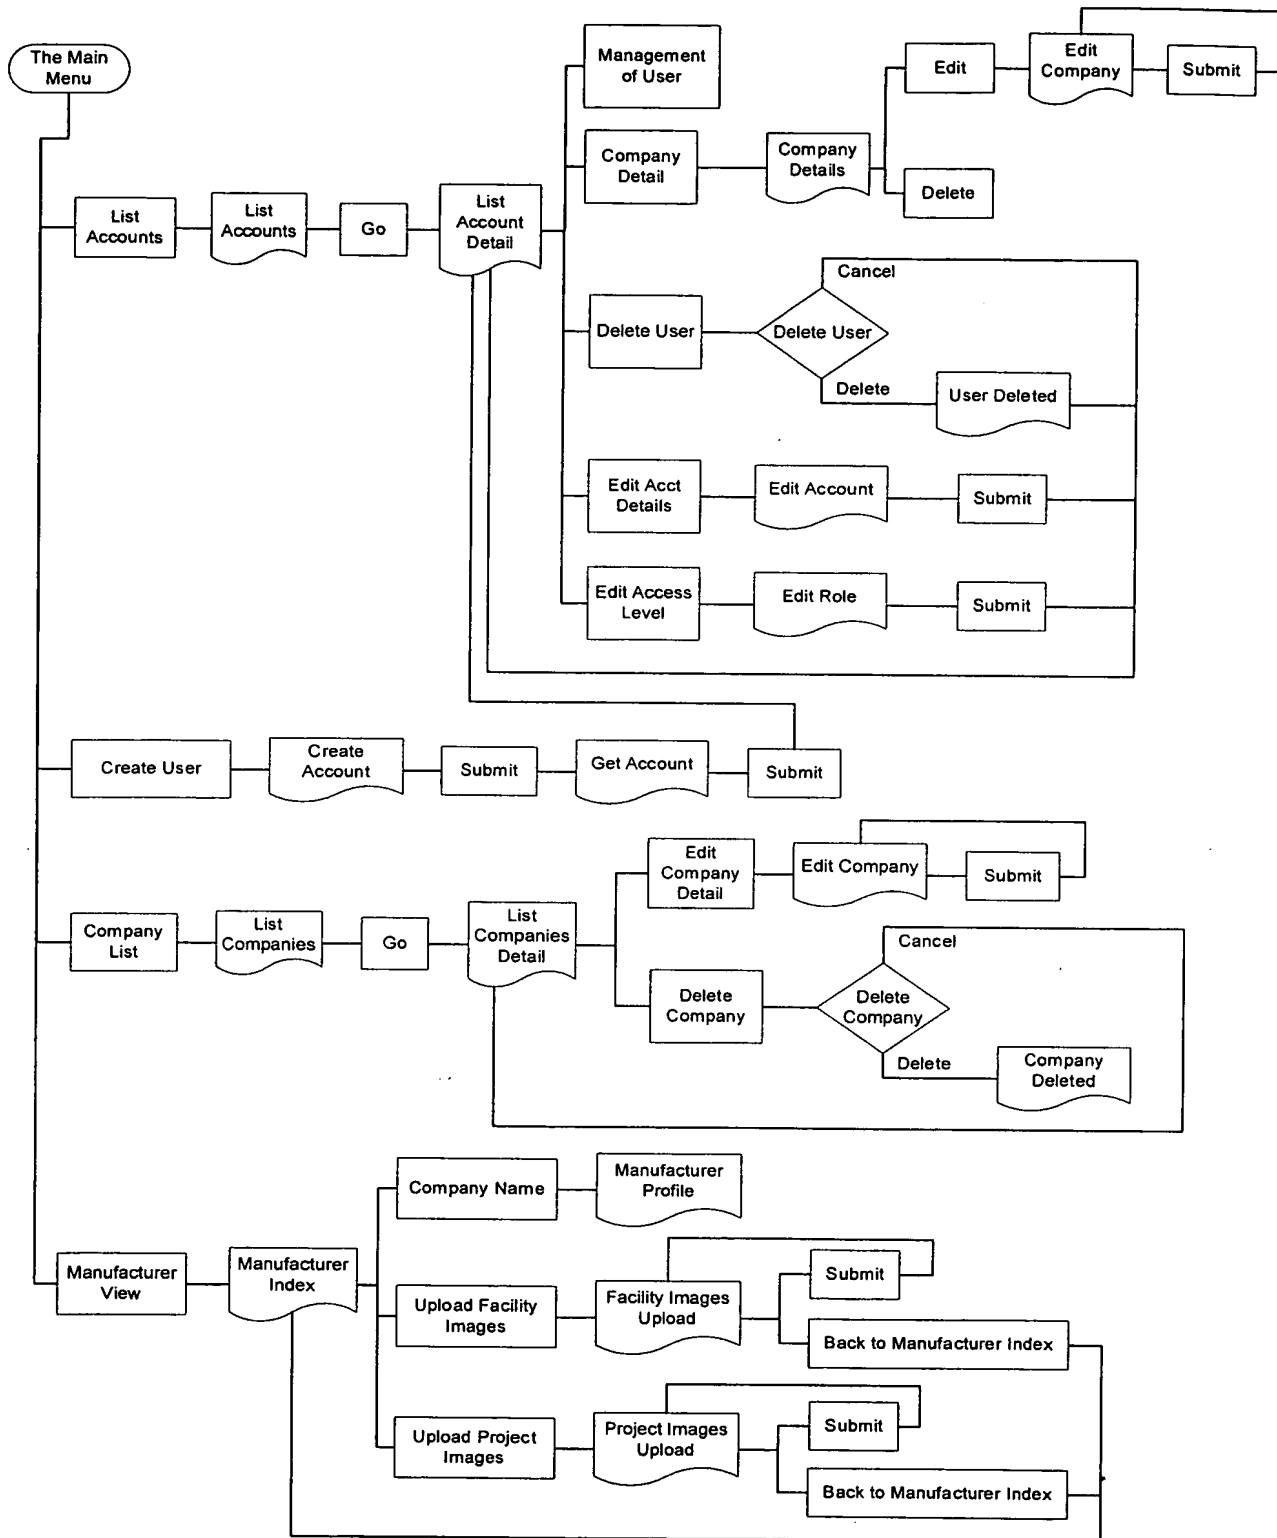 The Main
Menu
Management
of User
Edit
Edit
Company
Submit
Company
Detail
Company
Details
Delete
List
Accounts
List
Accounts
Go
List
Account
Detail
Cancel
Delete User
Delete User
Delete
User Deleted
Edit Acct
Details
Edit Account
Submit
Edit Access
Level
Edit Role
Submit
Create User
Create
Account
Submit
Get Account
Submit
Edit
Company
Detail
Edit Company
Submit
Company
List
List
Companies
Go
List
Companies
Detail
Cancel
Delete
Company
Delete
Company
Delete
Company
Deleted
Company Name
Manufacturer
Profile
Manufacturer
View
Manufacturer
Index
Upload Facility
Images
Facility Images
Upload
Submit
Back to Manufacturer Index
Upload Project
Images
Project Images
Upload
Submit
Back to Manufacturer Index